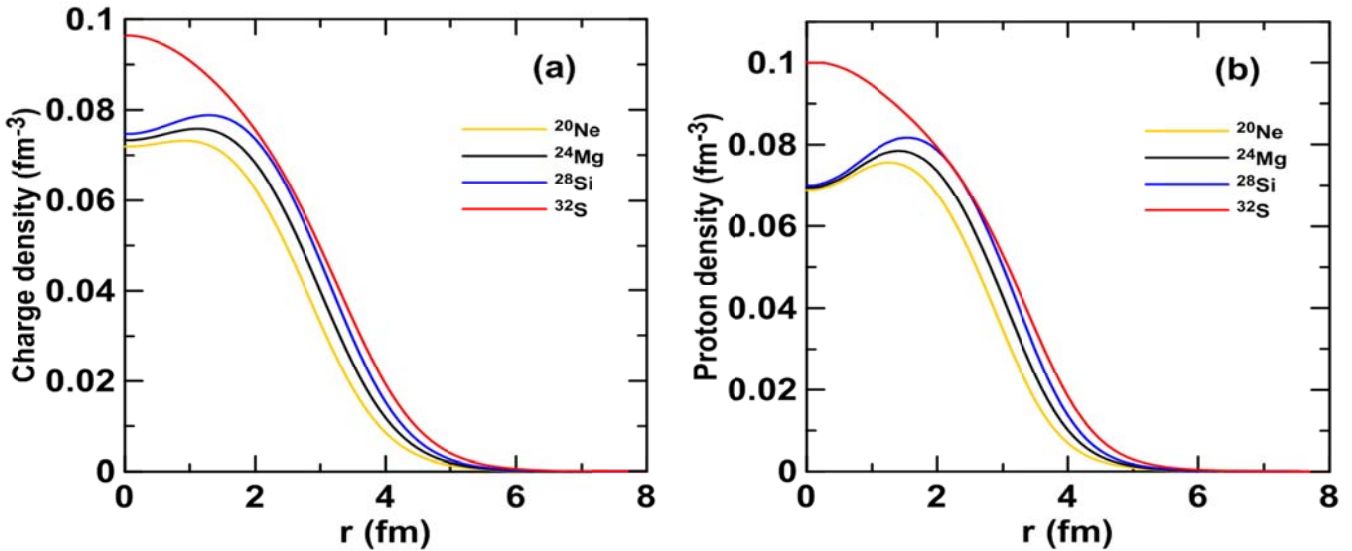 0.1
0.08
0.06
0.04
0.02
0
Charge density (fm⁻³)
(a)
²⁰Ne
²⁴Mg
²⁸Si
³²S
0 2 4 6 8
r (fm)
0.1
0.08
0.06
0.04
0.02
0
Proton density (fm⁻³)
(b)
²⁰Ne
²⁴Mg
²⁸Si
³²S
0 2 4 6 8
r (fm)